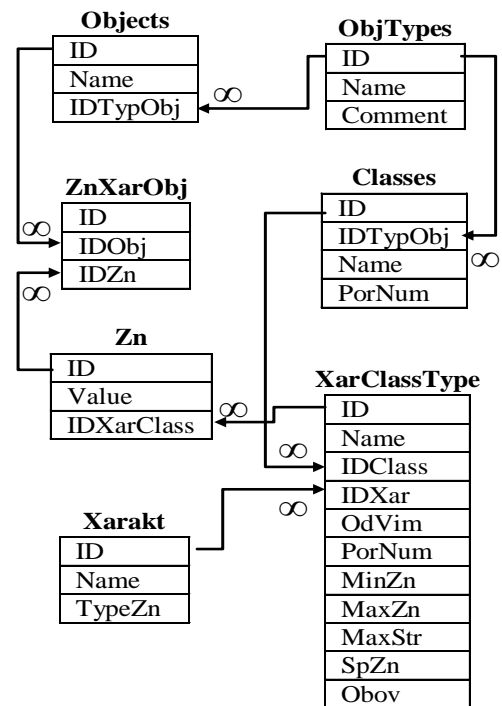 Objects
ID
Name
IDTypObj
ObjTypes
ID
Name
Comment
∞
ZnXarObj
ID
IDObj
IDZn
∞
∞
Classes
ID
IDTypObj
Name
PorNum
∞
Zn
ID
Value
IDXarClass
∞
XarClassType
ID
Name
IDClass
IDXar
OdVim
PorNum
MinZn
MaxZn
MaxStr
SpZn
Obov
∞
∞
Xarakt
ID
Name
TypeZn